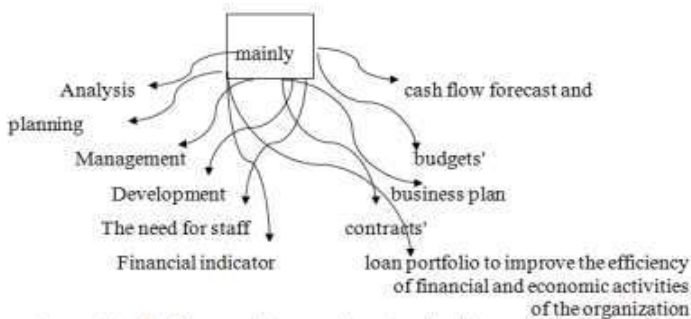 mainly
Analysis
cash flow forecast and
planning
Management
budgets'
Development
business plan
The need for staff
contracts'
Financial indicator
loan portfolio to improve the efficiency
of financial and economic activities
of the organization